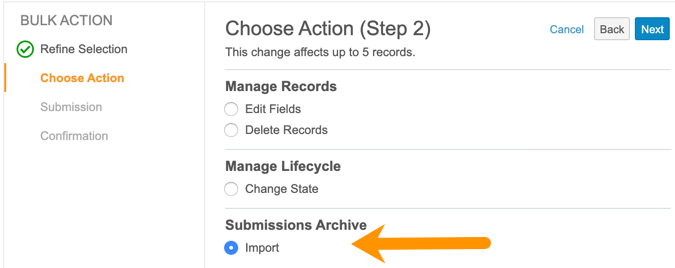 BULK ACTION
Refine Selection
Choose Action
Submission
Confirmation
Choose Action (Step 2)
Cancel
Back
Next
This change affects up to 5 records.
Manage Records
Edit Fields
Delete Records
Manage Lifecycle
Change State
Submissions Archive
Import